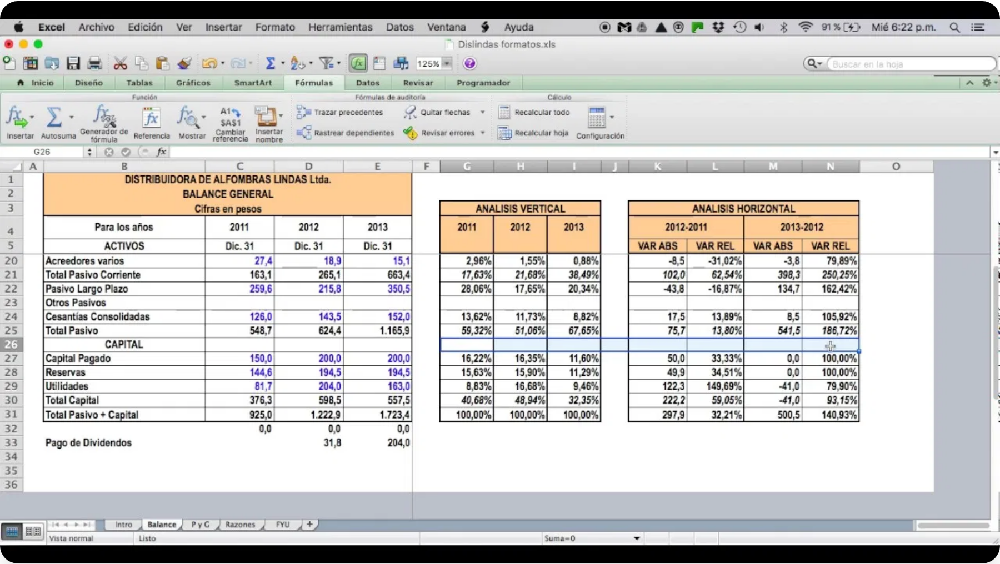 Excel Archivo Edición Ver Insertar Formato Herramientas Datos Ventana Ayuda 91 % Mié 6:22 p.m.
Dislindas formatos.xls
125% Buscar en la hoja
Inicio Diseño Tablas Gráficos SmartArt Fórmulas Datos Revisar Programador
Función Fórmulas de auditoría Cálculo
Insertar Autosuma Generador de fórmula Referencia Mostrar A1 $A$1 Cambiar referencia Insertar nombre Trazar precedentes Quitar flechas Recalcular todo
Rastrear dependientes Revisar errores Recalcular hoja Configuración
G26 fx
A B C D E F G H I J K L M N O
1 DISTRIBUIDORA DE ALFOMBRAS LINDAS Ltda.
2 BALANCE GENERAL
3 Cifras en pesos ANALISIS VERTICAL ANALISIS HORIZONTAL
4 Para los años 2011 2012 2013 2011 2012 2013 2012-2011 2013-2012
5 ACTIVOS Dic. 31 Dic. 31 Dic. 31 VAR ABS VAR REL VAR ABS VAR REL
20 Acreedores varios 27,4 18,9 15,1 2,96% 1,55% 0,88% -8,5 -31,02% -3,8 79,89%
21 Total Pasivo Corriente 163,1 265,1 663,4 17,63% 21,68% 38,49% 102,0 62,54% 398,3 250,25%
22 Pasivo Largo Plazo 259,6 215,8 350,5 28,06% 17,65% 20,34% -43,8 -16,87% 134,7 162,42%
23 Otros Pasivos
24 Cesantías Consolidadas 126,0 143,5 152,0 13,62% 11,73% 8,82% 17,5 13,89% 8,5 105,92%
25 Total Pasivo 548,7 624,4 1.165,9 59,32% 51,06% 67,65% 75,7 13,80% 541,5 186,72%
26 CAPITAL
27 Capital Pagado 150,0 200,0 200,0 16,22% 16,35% 11,60% 50,0 33,33% 0,0 100,00%
28 Reservas 144,6 194,5 194,5 15,63% 15,90% 11,29% 49,9 34,51% 0,0 100,00%
29 Utilidades 81,7 204,0 163,0 8,83% 16,68% 9,46% 122,3 149,69% -41,0 79,90%
30 Total Capital 376,3 598,5 557,5 40,68% 48,94% 32,35% 222,2 59,05% -41,0 93,15%
31 Total Pasivo + Capital 925,0 1.222,9 1.723,4 100,00% 100,00% 100,00% 297,9 32,21% 500,5 140,93%
32 0,0 0,0 0,0
33 Pago de Dividendos 31,8 204,0
34
35
36
Intro Balance P y G Razones FYU +
Vista normal Listo Suma=0